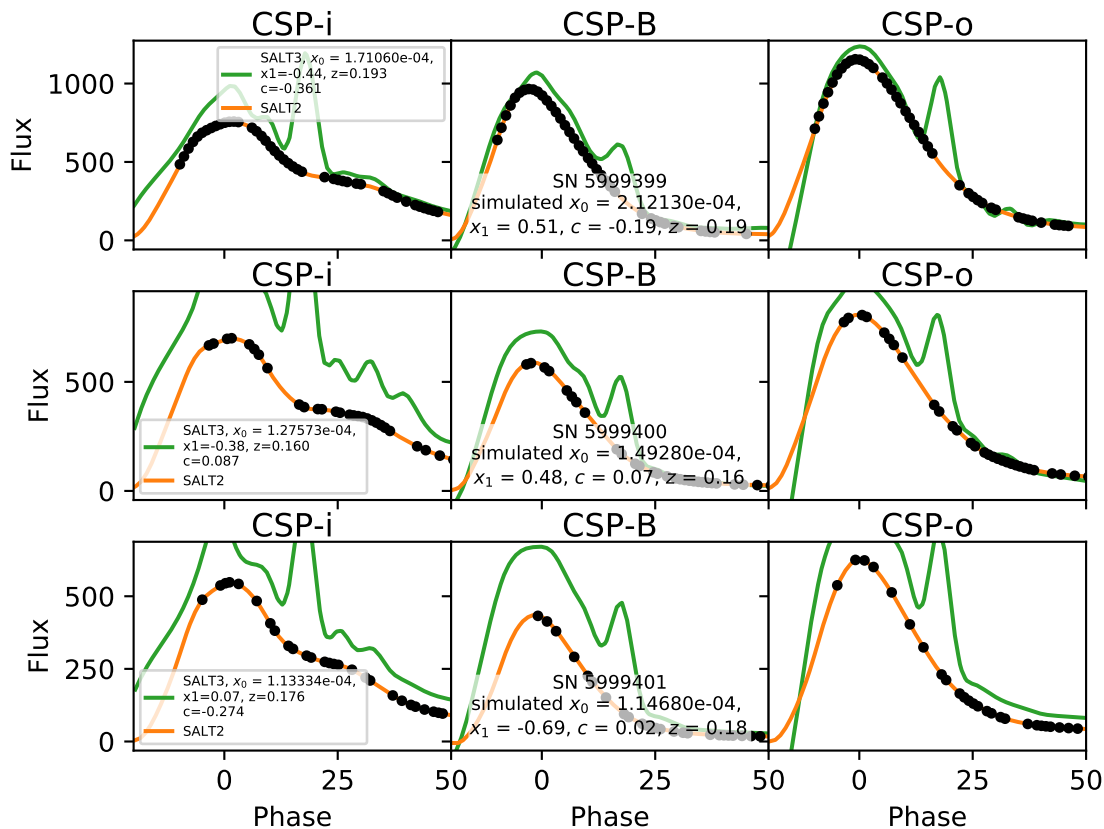 CSP-i CSP-B CSP-o
SALT3, x₀ = 1.71060e-04,
x1=-0.44, z=0.193
c=-0.361
SALT2
1000
500
0
Flux
SN 5999399
simulated x₀ = 2.12130e-04,
x₁ = 0.51, c = -0.19, z = 0.19
CSP-i CSP-B CSP-o
500
0
Flux
SALT3, x₀ = 1.27573e-04,
x1=-0.38, z=0.160
c=0.087
SALT2
SN 5999400
simulated x₀ = 1.49280e-04,
x₁ = 0.48, c = 0.07, z = 0.16
CSP-i CSP-B CSP-o
500
250
0
Flux
SALT3, x₀ = 1.13334e-04,
x1=0.07, z=0.176
c=-0.274
SALT2
SN 5999401
simulated x₀ = 1.14680e-04,
x₁ = -0.69, c = 0.02, z = 0.18
0 25 50 0 25 50 0 25 50
Phase Phase Phase